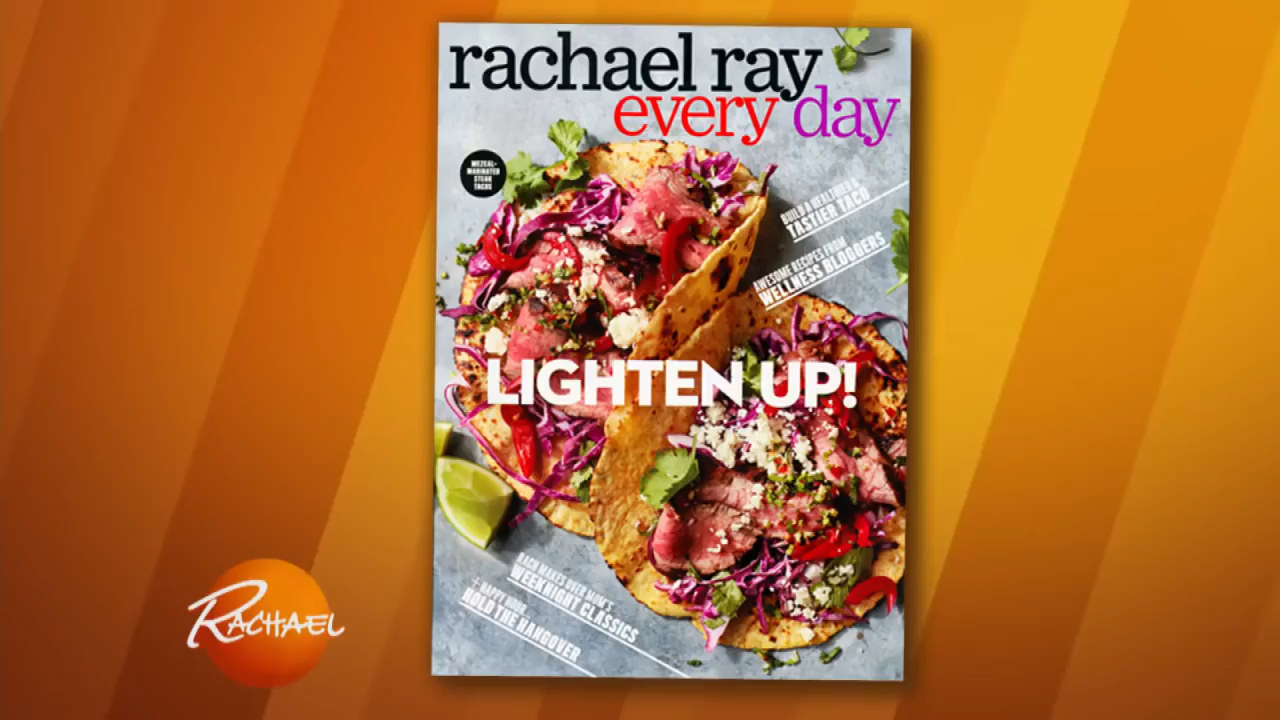 rachael ray
every day
MEZCAL-
MARINATED
STEAK
TACOS
BUILD A HEALTHIER &
TASTIER TACO
AWESOME RECIPES FROM
WELLNESS BLOGGERS
LIGHTEN UP!
RACH MAKES OVER MOM'S
WEEKNIGHT CLASSICS
+ HAPPY HOUR
HOLD THE HANGOVER
RACHAEL